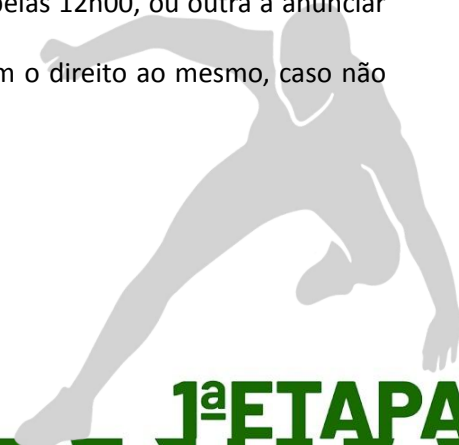 pelas 12h00, ou outra a anunciar
o direito ao mesmo, caso não
1ªETAPA